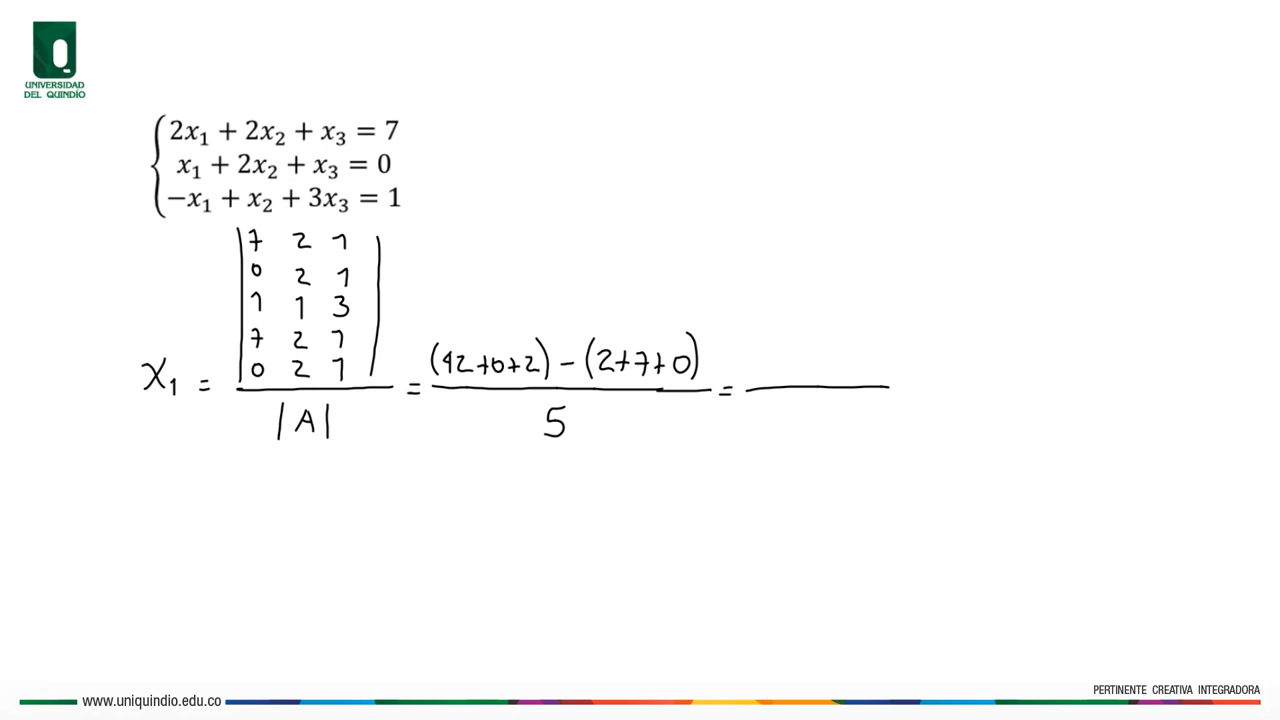 UNIVERSIDAD
DEL QUINDÍO
2x₁ + 2x₂ + x₃ = 7
x₁ + 2x₂ + x₃ = 0
−x₁ + x₂ + 3x₃ = 1
7 2 1
0 2 1
1 1 3
7 2 1
0 2 1
X₁ = ――― = (42+0+2) − (2+7+0) = ―――
|A| 5
www.uniquindio.edu.co
PERTINENTE CREATIVA INTEGRADORA